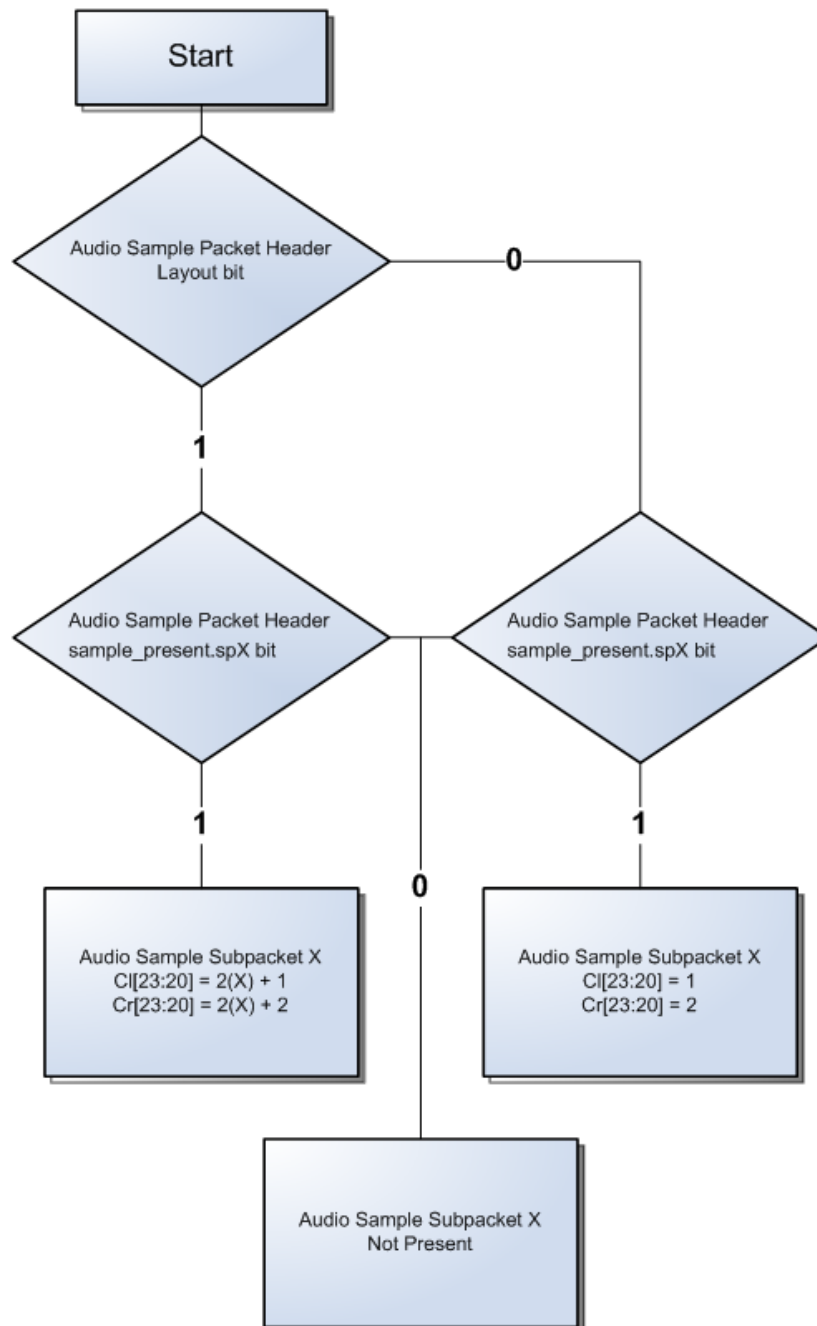 Start
Audio Sample Packet Header
Layout bit
0
1
Audio Sample Packet Header
sample_present.spX bit
Audio Sample Packet Header
sample_present.spX bit
1
1
0
Audio Sample Subpacket X
Cl[23:20] = 2(X) + 1
Cr[23:20] = 2(X) + 2
Audio Sample Subpacket X
Cl[23:20] = 1
Cr[23:20] = 2
Audio Sample Subpacket X
Not Present